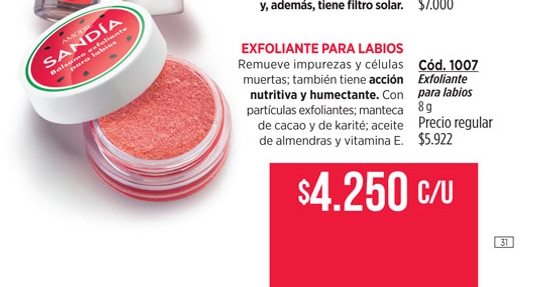 y, además, tiene filtro solar.
$7.000
AMODIL
SANDÍA
Bálsamo exfoliante
para labios
EXFOLIANTE PARA LABIOS
Remueve impurezas y células
muertas; también tiene acción
nutritiva y humectante. Con
partículas exfoliantes; manteca
de cacao y de karité; aceite
de almendras y vitamina E.
Cód. 1007
Exfoliante
para labios
8 g
Precio regular
$5.922
$4.250 C/U
31